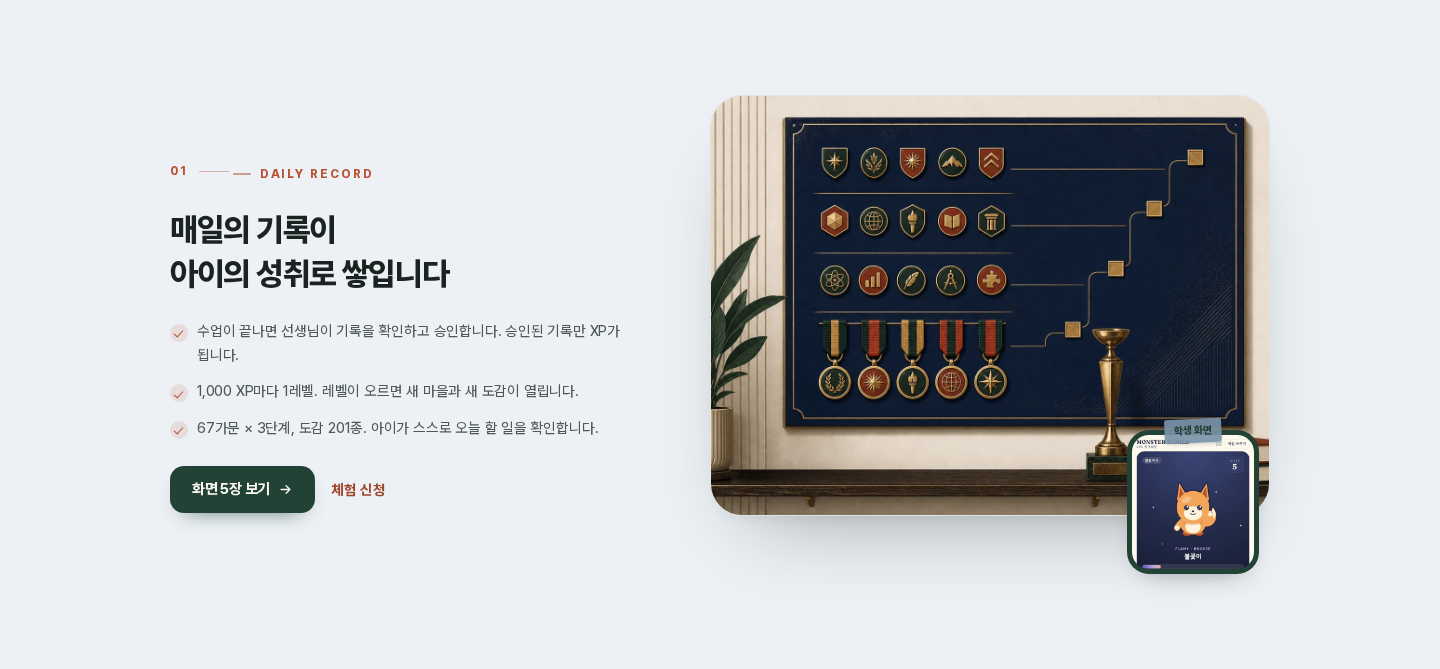 01
DAILY RECORD
매일의 기록이
아이의 성취로 쌓입니다
수업이 끝나면 선생님이 기록을 확인하고 승인합니다. 승인된 기록만 XP가
됩니다.
1,000 XP마다 1레벨. 레벨이 오르면 새 마을과 새 도감이 열립니다.
67가문 × 3단계, 도감 201종. 아이가 스스로 오늘 할 일을 확인합니다.
화면 5장 보기 →
체험 신청
학생 화면
MONSTER
5
불꽃이